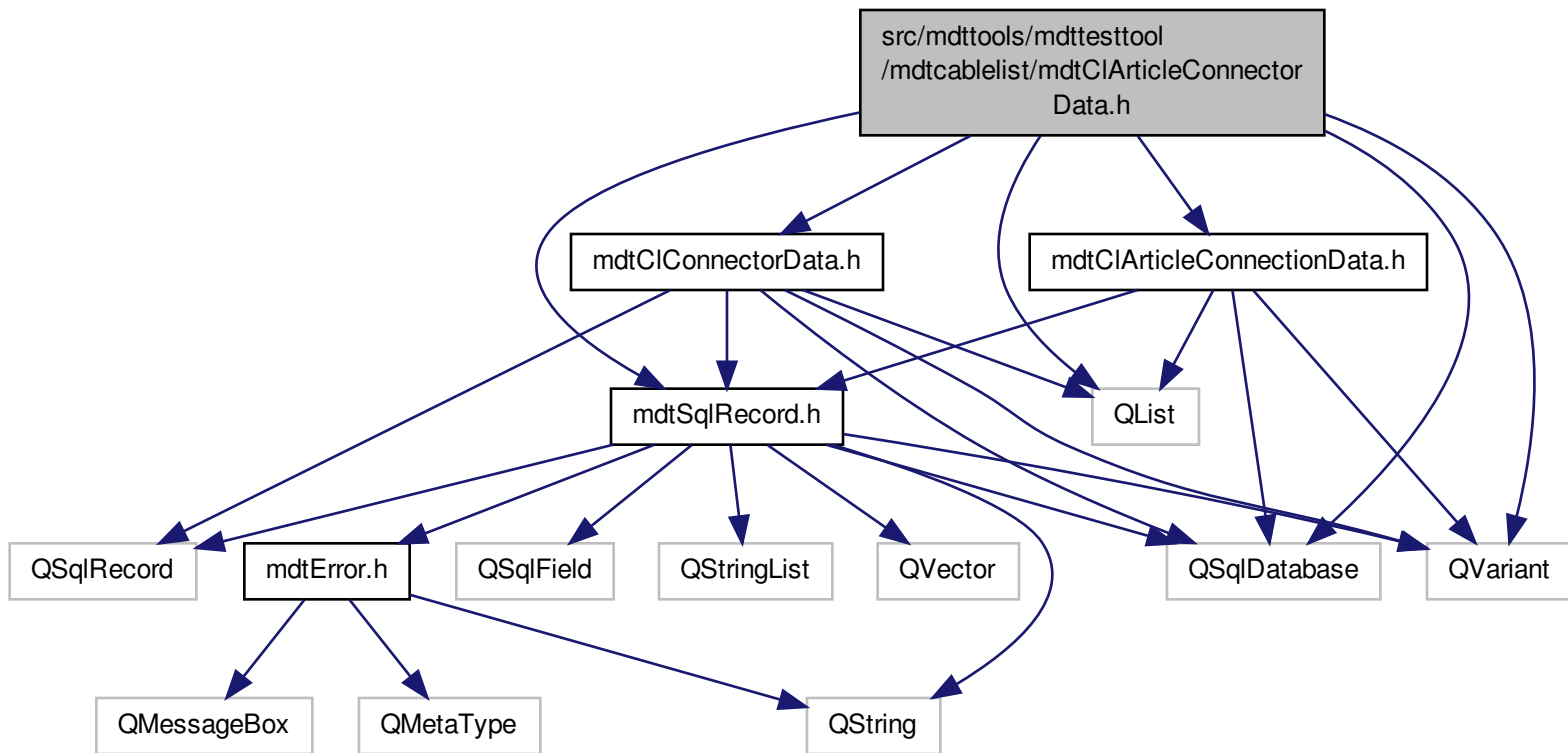 src/mdttools/mdttesttool
/mdtcablelist/mdtClArticleConnector
Data.h
mdtClConnectorData.h
mdtClArticleConnectionData.h
mdtSqlRecord.h
QList
QSqlRecord
mdtError.h
QSqlField
QStringList
QVector
QSqlDatabase
QVariant
QMessageBox
QMetaType
QString